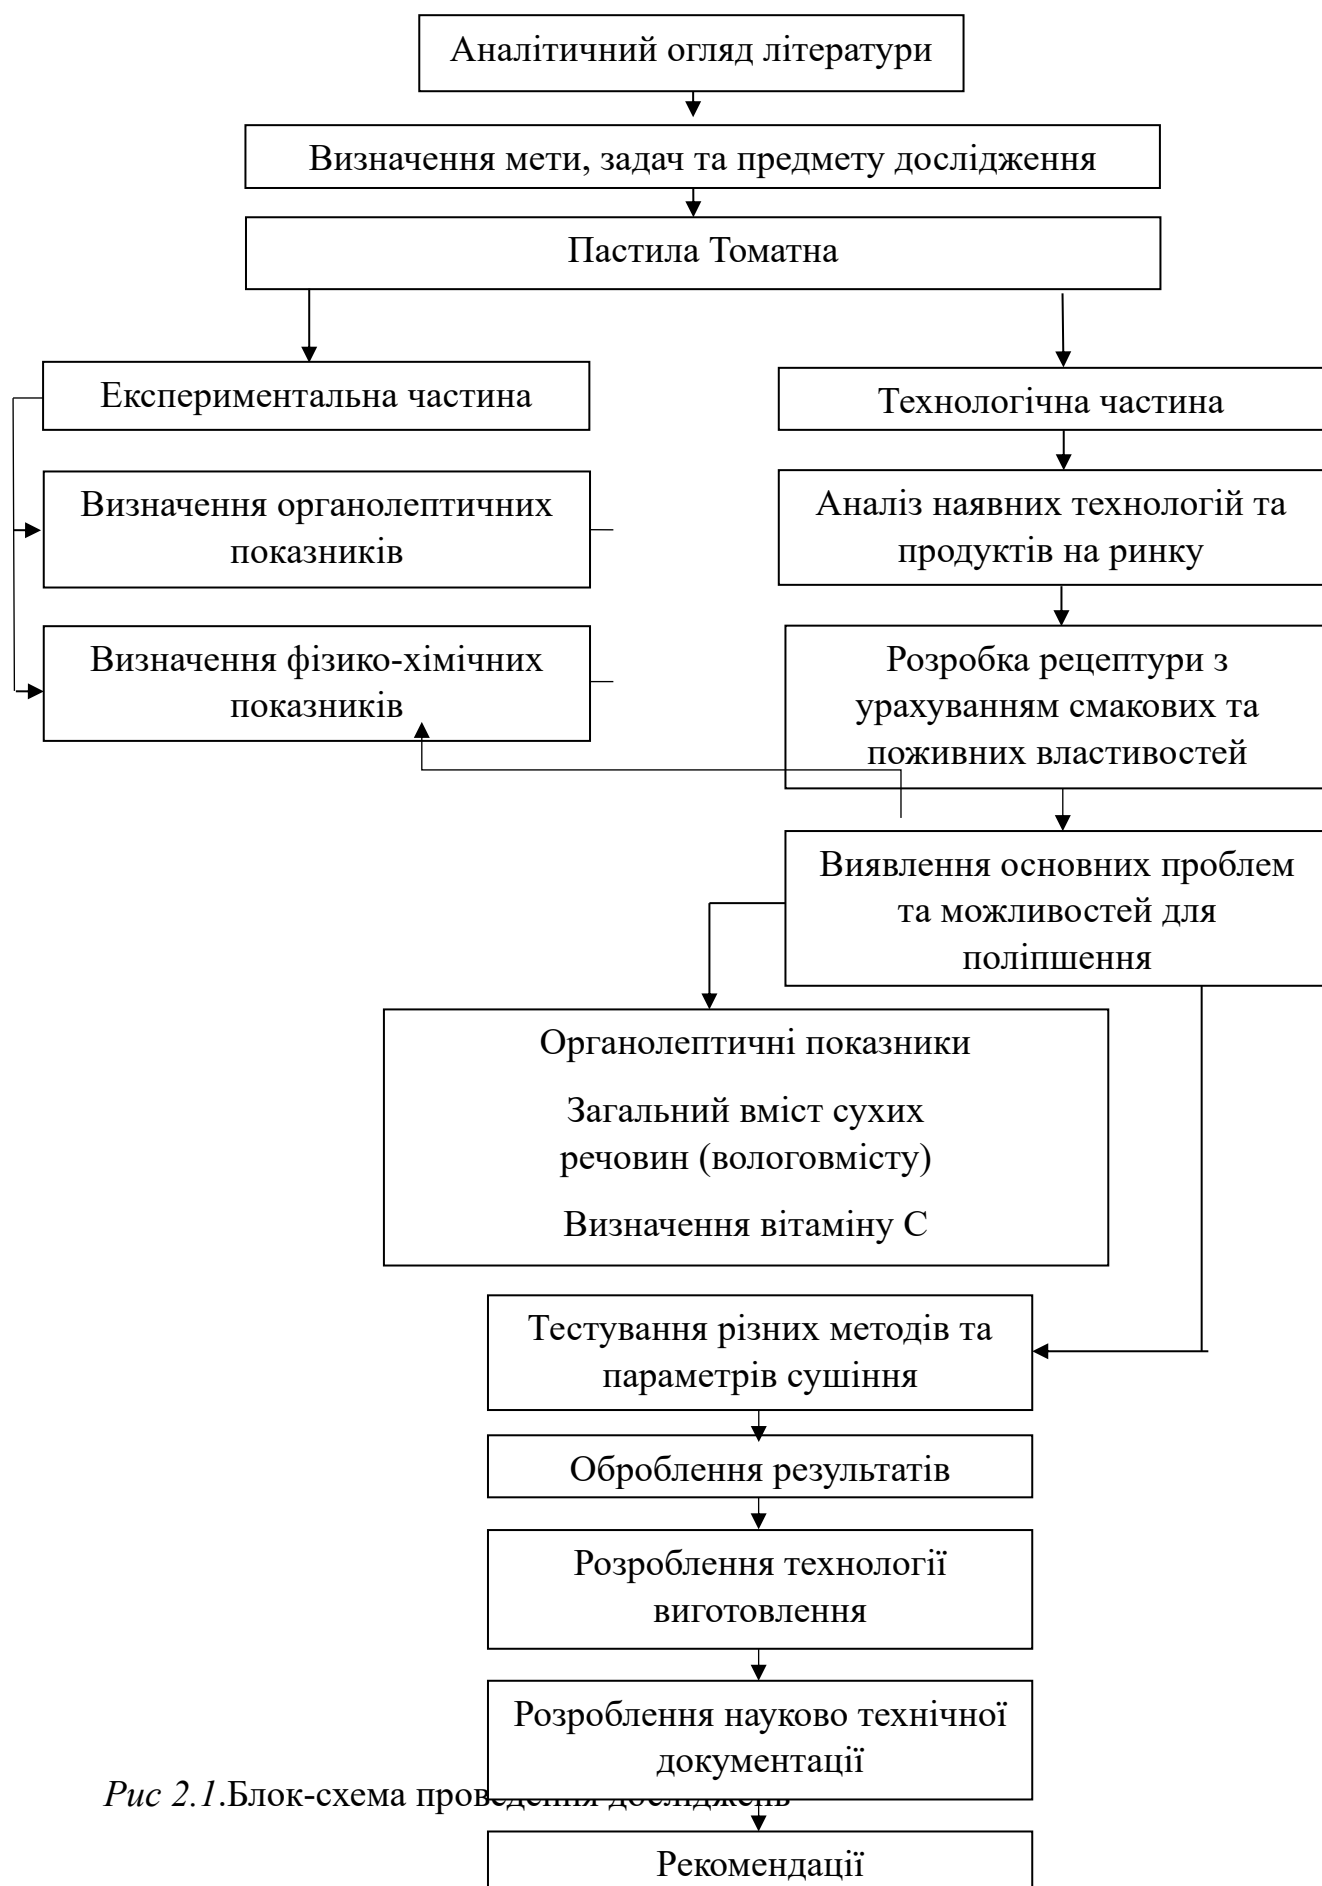 Аналітичний огляд літератури
Визначення мети, задач та предмету дослідження
Пастила Томатна
Експериментальна частина
Визначення органолептичних
показників
Визначення фізико-хімічних
показників
Технологічна частина
Аналіз наявних технологій та
продуктів на ринку
Розробка рецептури з
урахуванням смакових та
поживних властивостей
Виявлення основних проблем
та можливостей для
поліпшення
Органолептичні показники
Загальний вміст сухих
речовин (вологовмісту)
Визначення вітаміну С
Тестування різних методів та
параметрів сушіння
Оброблення результатів
Розроблення технології
виготовлення
Розроблення науково технічної
документації
Рис 2.1.Блок-схема проведення досліджень
Рекомендації